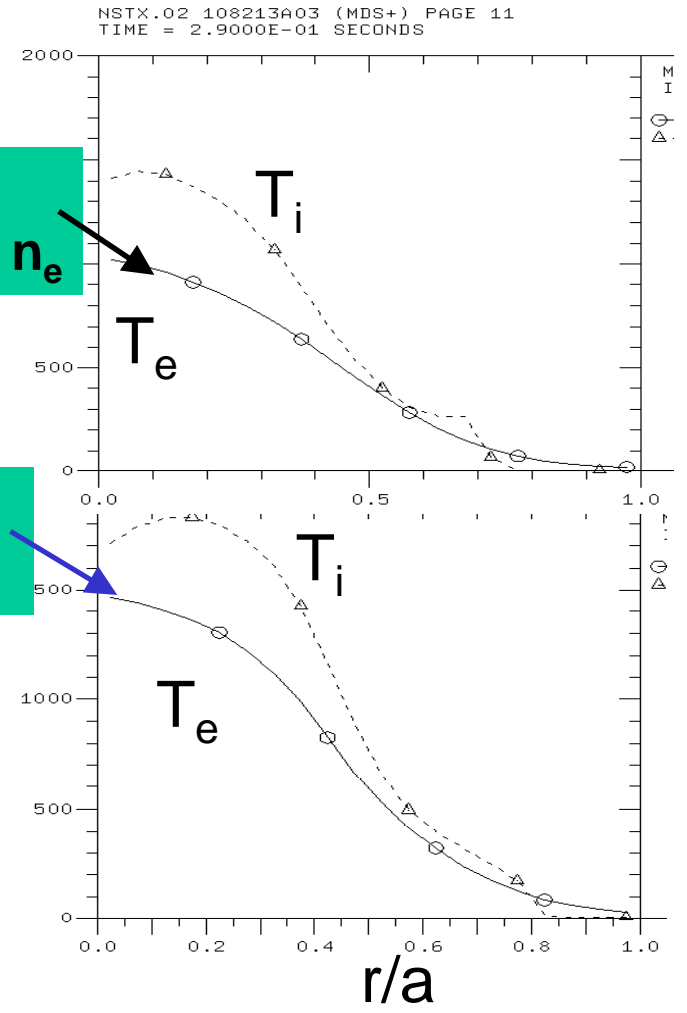 NSTX.02 108213A03 (MDS+) PAGE 11
TIME = 2.9000E-01 SECONDS
2000
M
I
Ti
ne
Te
500
0
0.0 0.5 1.0
Ti
500
Te
1000
500
0
0.0 0.2 0.4 0.6 0.8 1.0
r/a